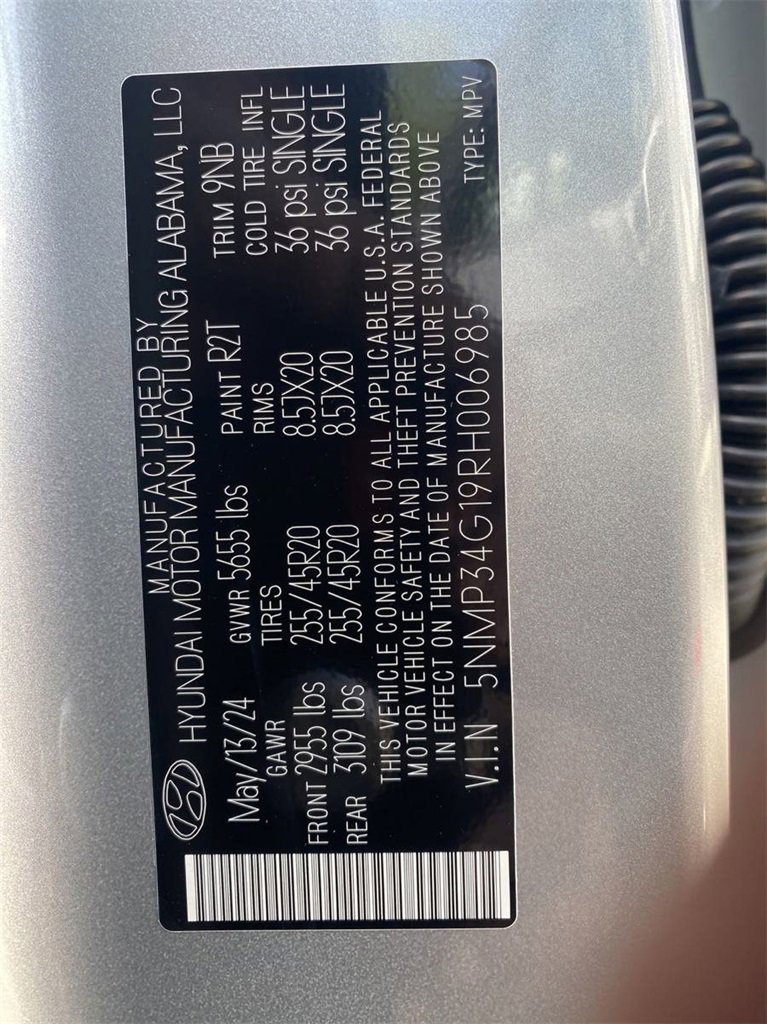 MANUFACTURED BY
HYUNDAI MOTOR MANUFACTURING ALABAMA, LLC
May/13/24 GVWR 5655 lbs PAINT R2T TRIM 9NB
GAWR TIRES RIMS COLD TIRE INFL
FRONT 2955 lbs 255/45R20 8.5JX20 36 psi SINGLE
REAR 3109 lbs 255/45R20 8.5JX20 36 psi SINGLE
THIS VEHICLE CONFORMS TO ALL APPLICABLE U.S.A. FEDERAL
MOTOR VEHICLE SAFETY AND THEFT PREVENTION STANDARDS
IN EFFECT ON THE DATE OF MANUFACTURE SHOWN ABOVE
V.I.N 5NMP34G19RH006985 TYPE: MPV